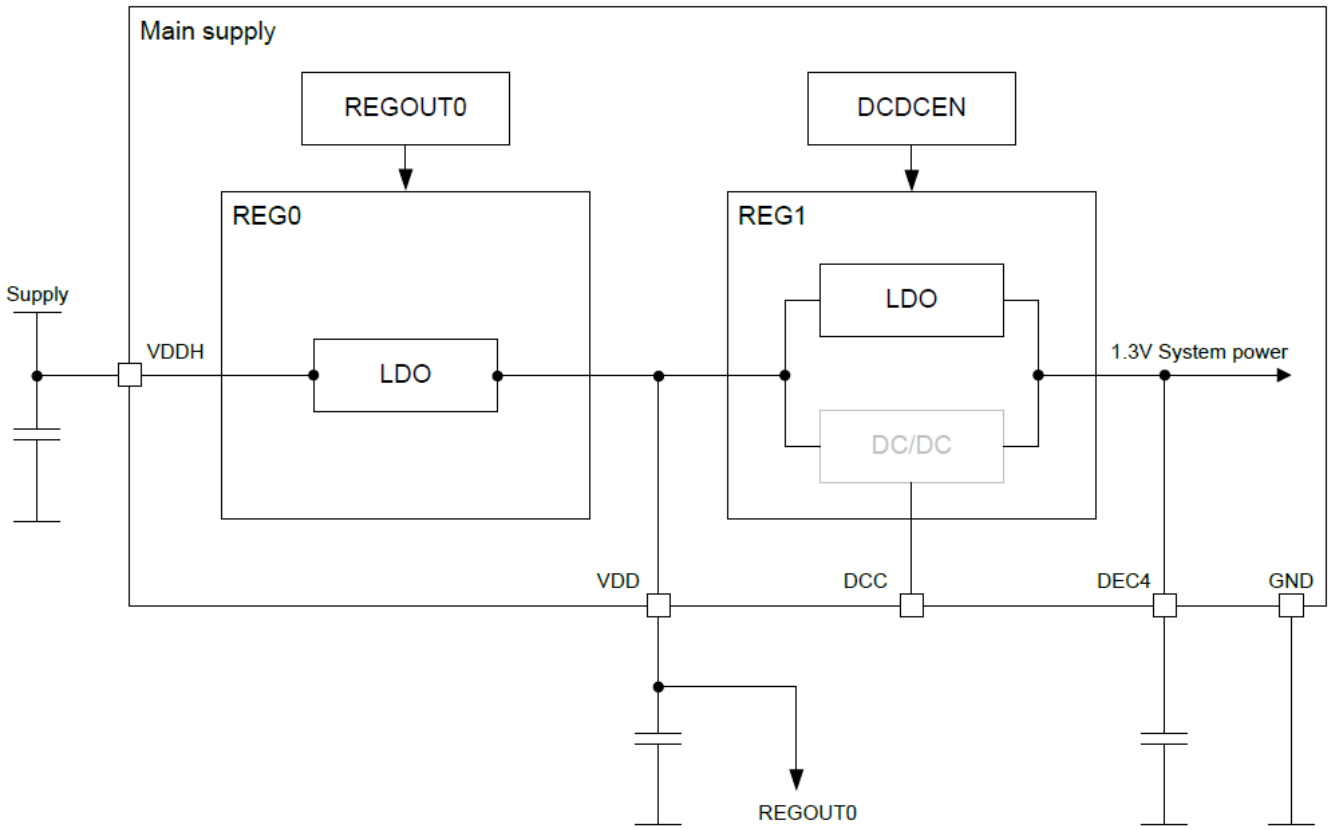 Main supply
REGOUT0
DCDCEN
REG0
REG1
Supply
LDO
VDDH
1.3V System power
LDO
DC/DC
VDD
DCC
DEC4
GND
REGOUT0